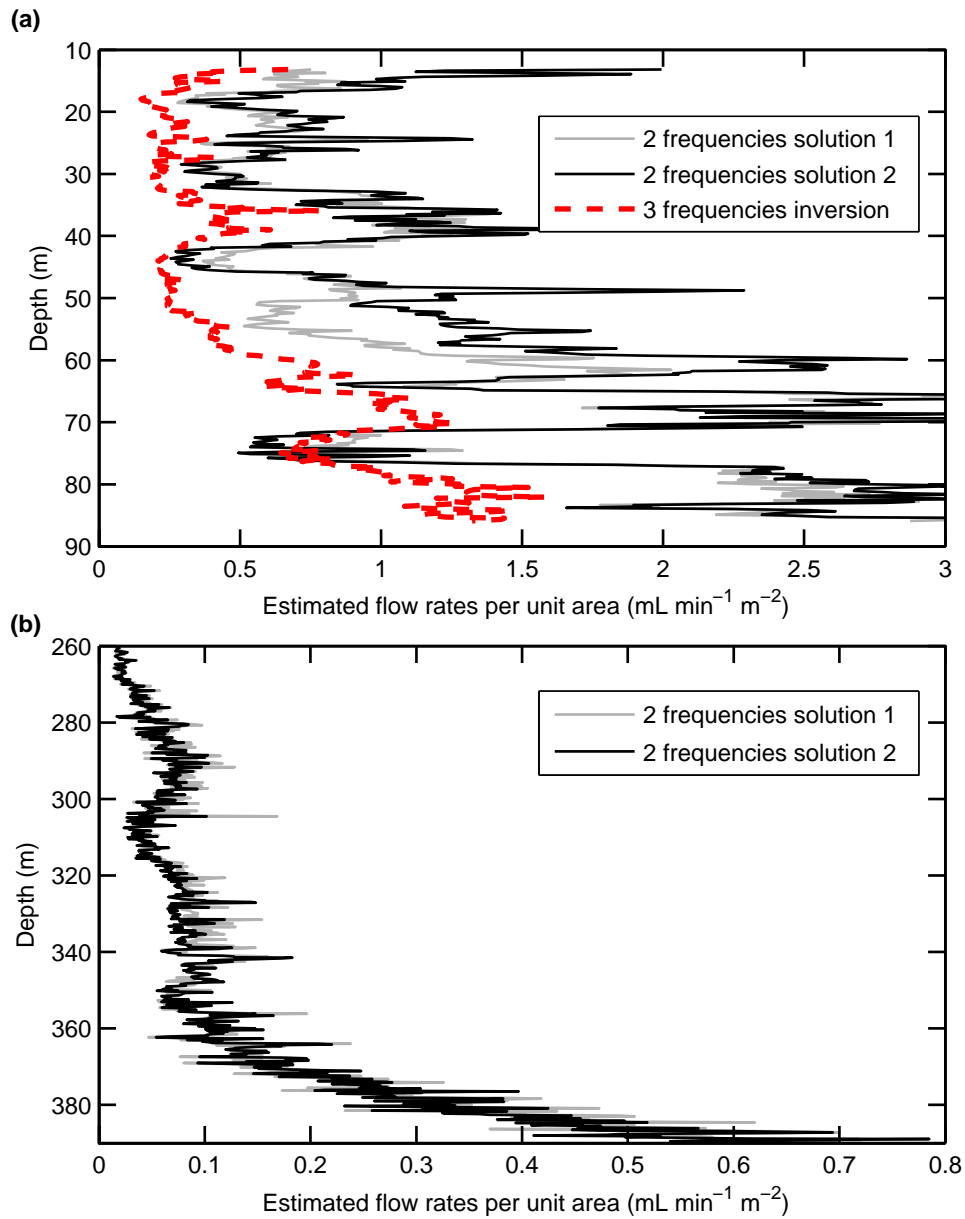 (a)
10
20
30
40
50
60
70
80
90
Depth (m)
2 frequencies solution 1
2 frequencies solution 2
3 frequencies inversion
0 0.5 1 1.5 2 2.5 3
Estimated flow rates per unit area (mL min⁻¹ m⁻²)
(b)
260
280
300
320
340
360
380
Depth (m)
2 frequencies solution 1
2 frequencies solution 2
0 0.1 0.2 0.3 0.4 0.5 0.6 0.7 0.8
Estimated flow rates per unit area (mL min⁻¹ m⁻²)